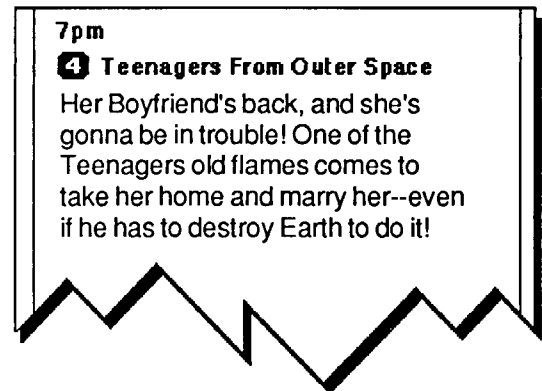 7pm
4 Teenagers From Outer Space
Her Boyfriend's back, and she's
gonna be in trouble! One of the
Teenagers old flames comes to
take her home and marry her--even
if he has to destroy Earth to do it!